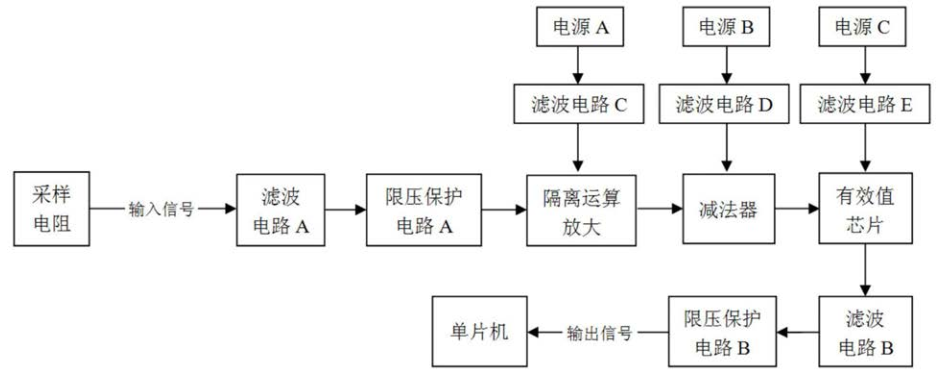 电源 A
电源 B
电源 C
滤波电路 C
滤波电路 D
滤波电路 E
采样
电阻
输入信号
滤波
电路 A
限压保护
电路 A
隔离运算
放大
减法器
有效值
芯片
单片机
输出信号
限压保护
电路 B
滤波
电路 B